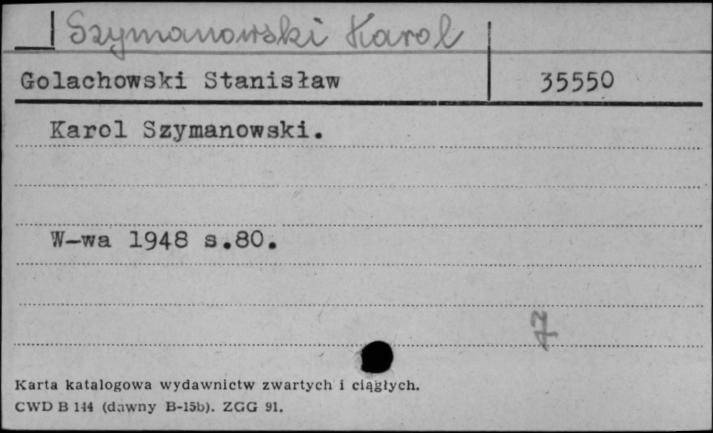 Szymanowski Karol
Golachowski Stanisław 35550
Karol Szymanowski.
W-wa 1948 s.80.
7
Karta katalogowa wydawnictw zwartych i ciągłych.
CWD B 144 (dawny B-15b). ZGG 91.